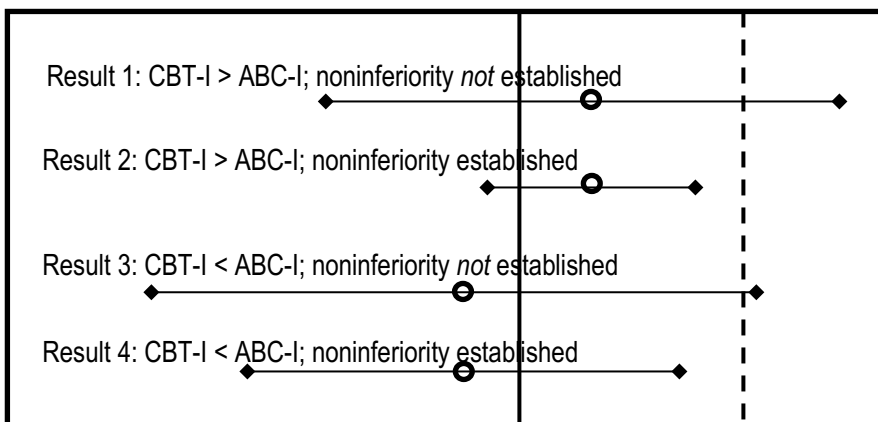 Result 1: CBT-I > ABC-I; noninferiority not established
Result 2: CBT-I > ABC-I; noninferiority established
Result 3: CBT-I < ABC-I; noninferiority not established
Result 4: CBT-I < ABC-I; noninferiority established